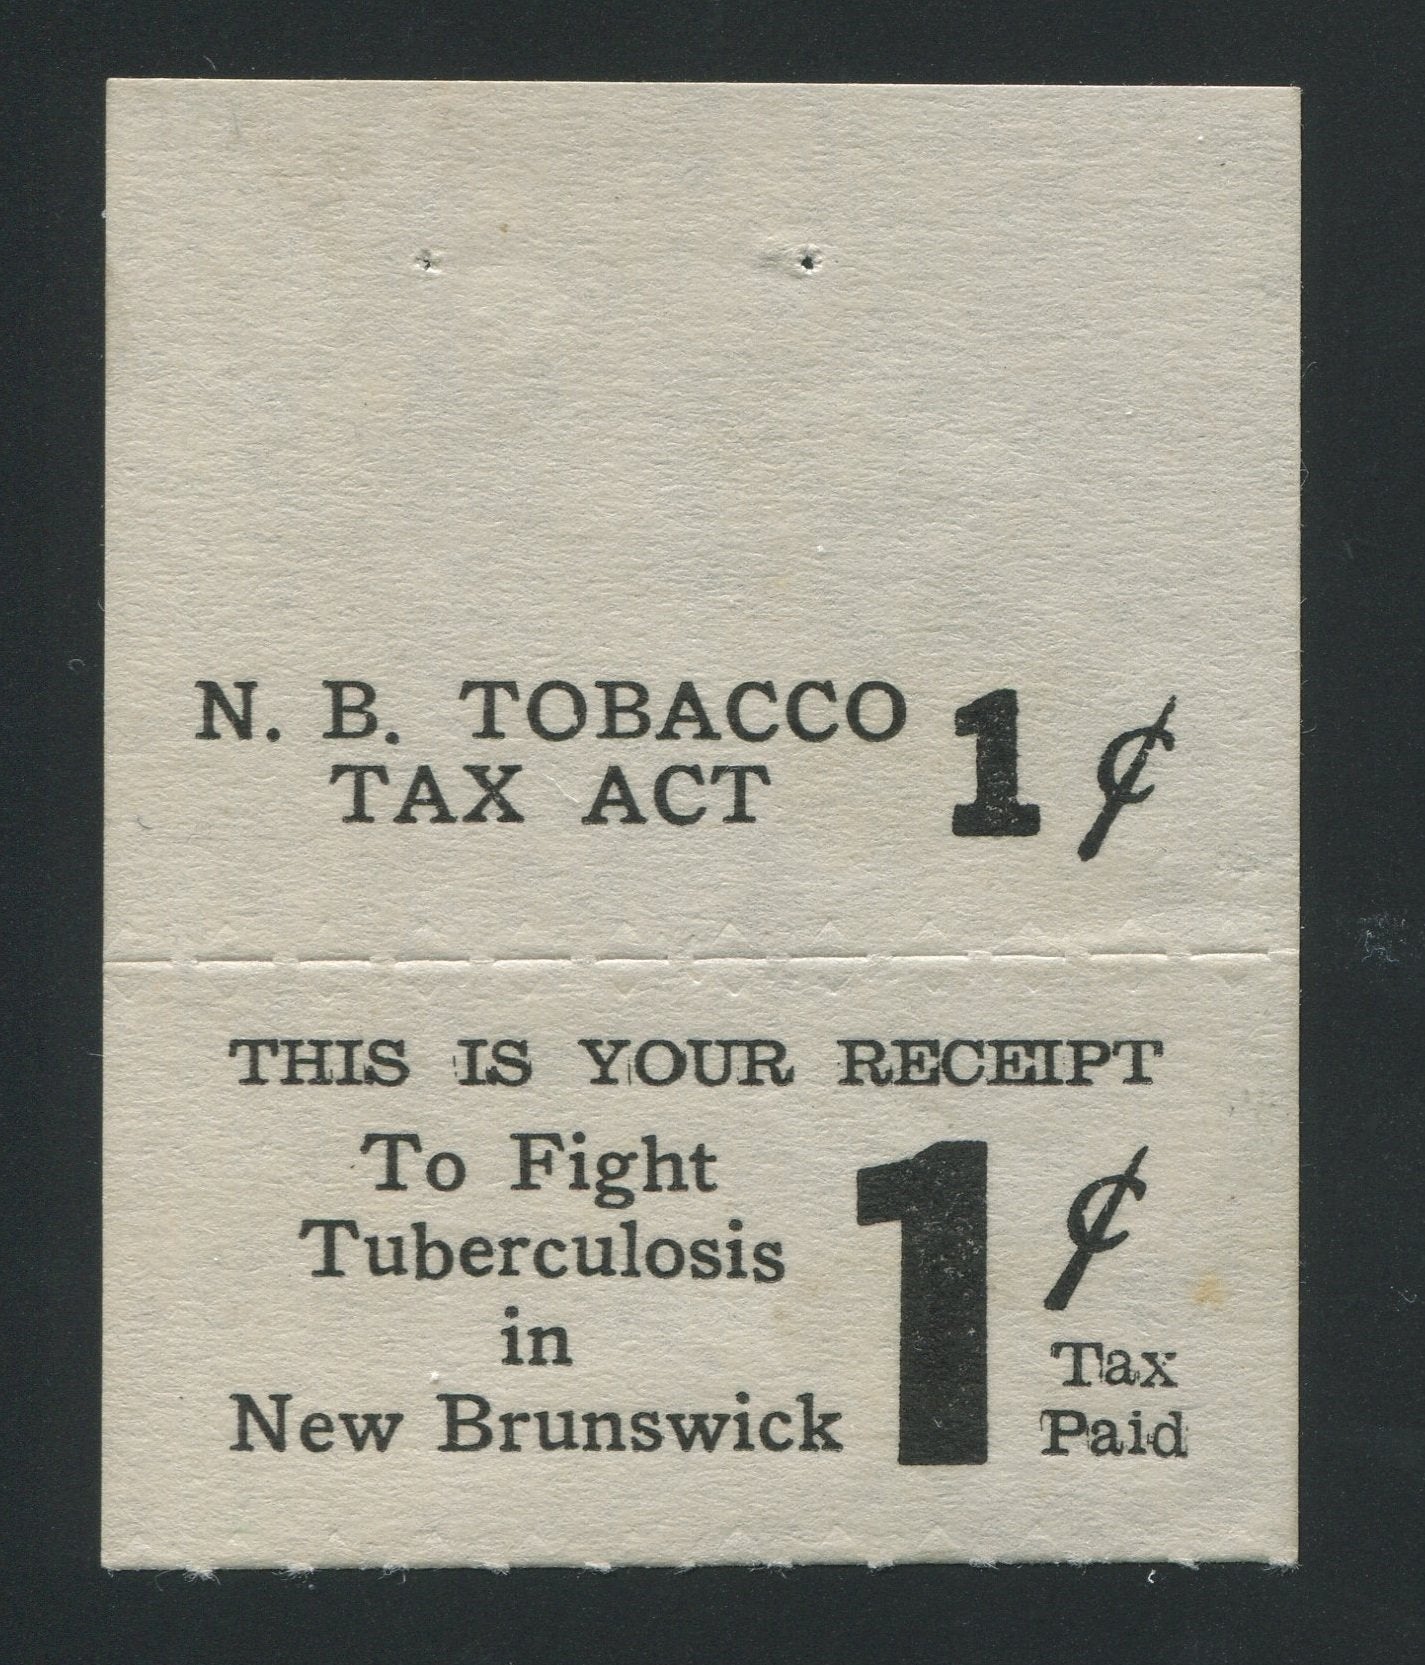 N. B. TOBACCO 1¢
TAX ACT
THIS IS YOUR RECEIPT
To Fight
Tuberculosis
in
New Brunswick
1¢
Tax
Paid